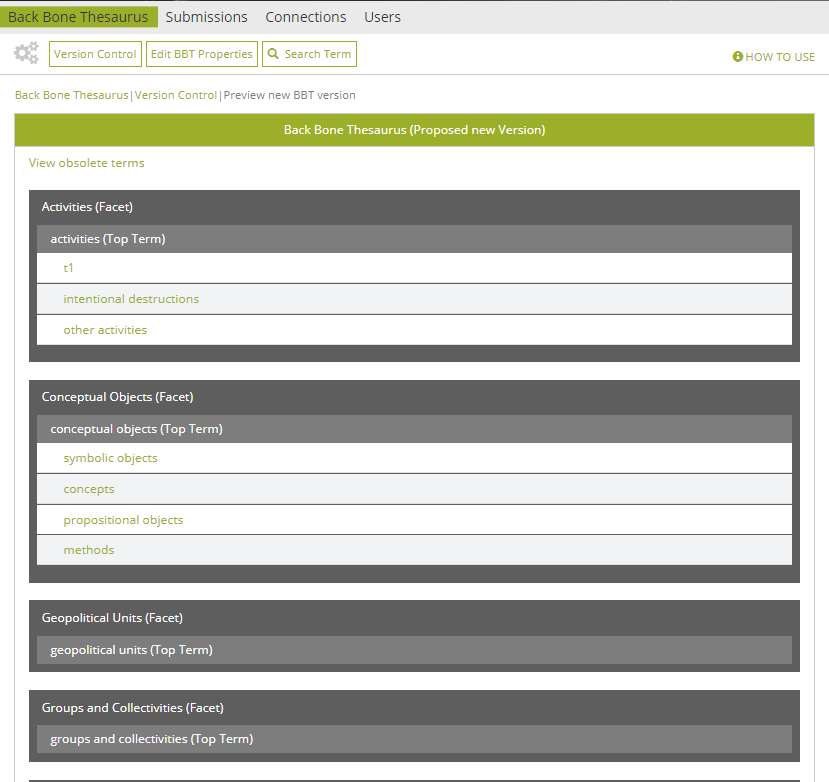 Back Bone Thesaurus Submissions Connections Users
Version Control Edit BBT Properties Search Term HOW TO USE
Back Bone Thesaurus|Version Control|Preview new BBT version
Back Bone Thesaurus (Proposed new Version)
View obsolete terms
Activities (Facet)
activities (Top Term)
t1
intentional destructions
other activities
Conceptual Objects (Facet)
conceptual objects (Top Term)
symbolic objects
concepts
propositional objects
methods
Geopolitical Units (Facet)
geopolitical units (Top Term)
Groups and Collectivities (Facet)
groups and collectivities (Top Term)